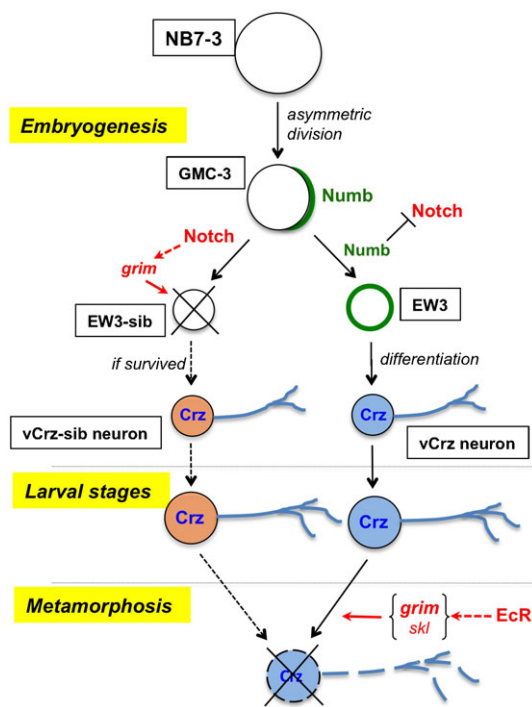 NB7-3
Embryogenesis
asymmetric
division
GMC-3
Numb
Notch
Notch
Numb
grim
EW3-sib
EW3
if survived
differentiation
Crz
Crz
vCrz-sib neuron
vCrz neuron
Larval stages
Crz
Crz
Metamorphosis
grim
skl
EcR
Crz